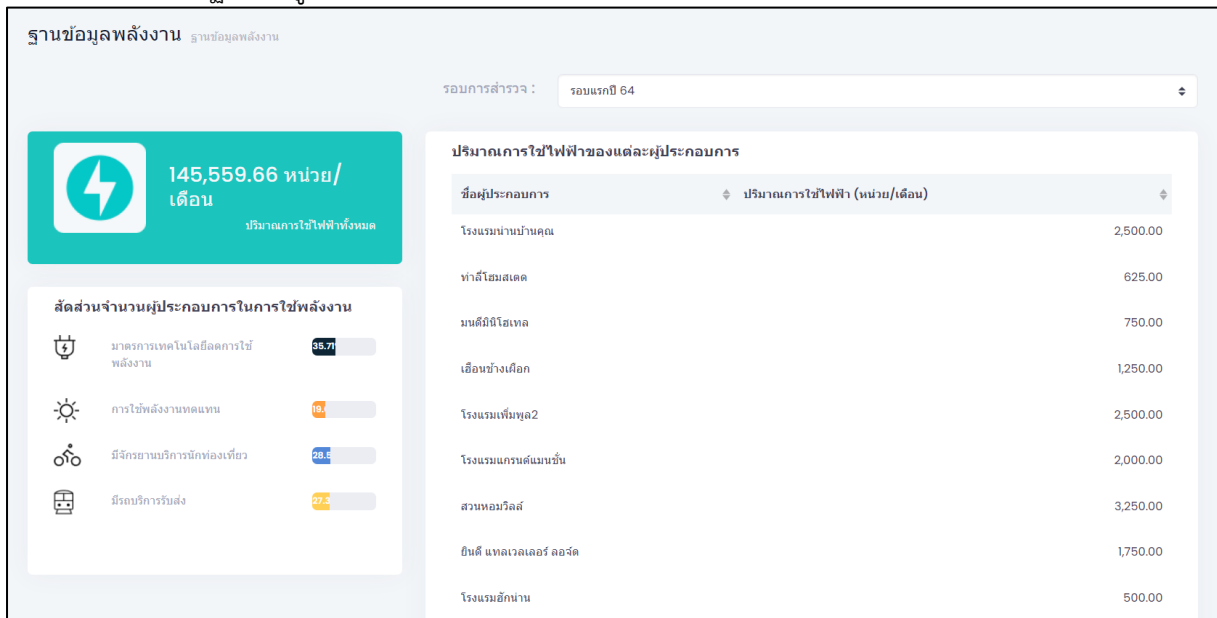 ฐานข้อมูลพลังงาน ฐานข้อมูลพลังงาน
รอบการสำรวจ : รอบแรกปี 64
145,559.66 หน่วย/
เดือน
ปริมาณการใช้ไฟฟ้าทั้งหมด
สัดส่วนจำนวนผู้ประกอบการในการใช้พลังงาน
มาตรการเทคโนโลยีลดการใช้
พลังงาน
35.71
การใช้พลังงานทดแทน
19.
มีจักรยานบริการนักท่องเที่ยว
28.5
มีรถบริการรับส่ง
27.
ปริมาณการใช้ไฟฟ้าของแต่ละผู้ประกอบการ
ชื่อผู้ประกอบการ ปริมาณการใช้ไฟฟ้า (หน่วย/เดือน)
โรงแรมน่านบ้านคุณ 2,500.00
ท่าลี่โฮมสเตด 625.00
มนต์มินิโฮเทล 750.00
เฮือนช้างเผือก 1,250.00
โรงแรมเพิ่มพูล2 2,500.00
โรงแรมแกรนด์แมนชั่น 2,000.00
สวนหอมวิลล์ 3,250.00
ยินดี แทลเวลเลอร์ ลอจ์ด 1,750.00
โรงแรมฮักน่าน 500.00